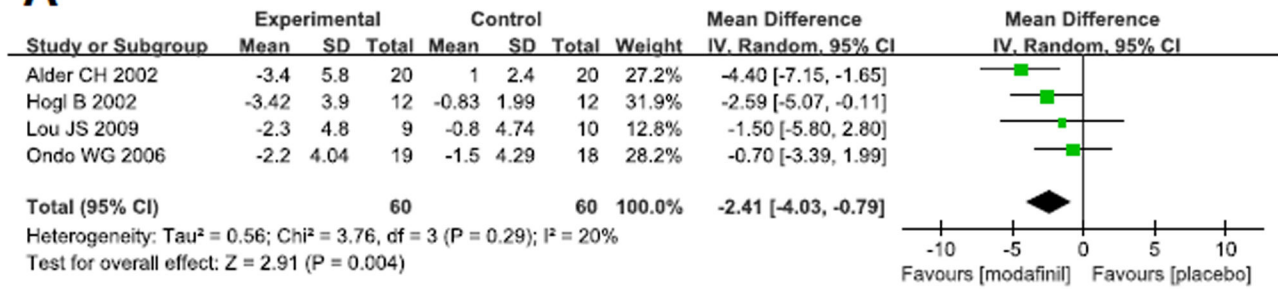 A
Experimental Control Mean Difference Mean Difference
Study or Subgroup Mean SD Total Mean SD Total Weight IV, Random, 95% CI IV, Random, 95% CI
Alder CH 2002 -3.4 5.8 20 1 2.4 20 27.2% -4.40 [-7.15, -1.65]
Hogl B 2002 -3.42 3.9 12 -0.83 1.99 12 31.9% -2.59 [-5.07, -0.11]
Lou JS 2009 -2.3 4.8 9 -0.8 4.74 10 12.8% -1.50 [-5.80, 2.80]
Ondo WG 2006 -2.2 4.04 19 -1.5 4.29 18 28.2% -0.70 [-3.39, 1.99]
Total (95% CI) 60 60 100.0% -2.41 [-4.03, -0.79]
Heterogeneity: Tau² = 0.56; Chi² = 3.76, df = 3 (P = 0.29); I² = 20%
Test for overall effect: Z = 2.91 (P = 0.004)
-10 -5 0 5 10
Favours [modafinil] Favours [placebo]